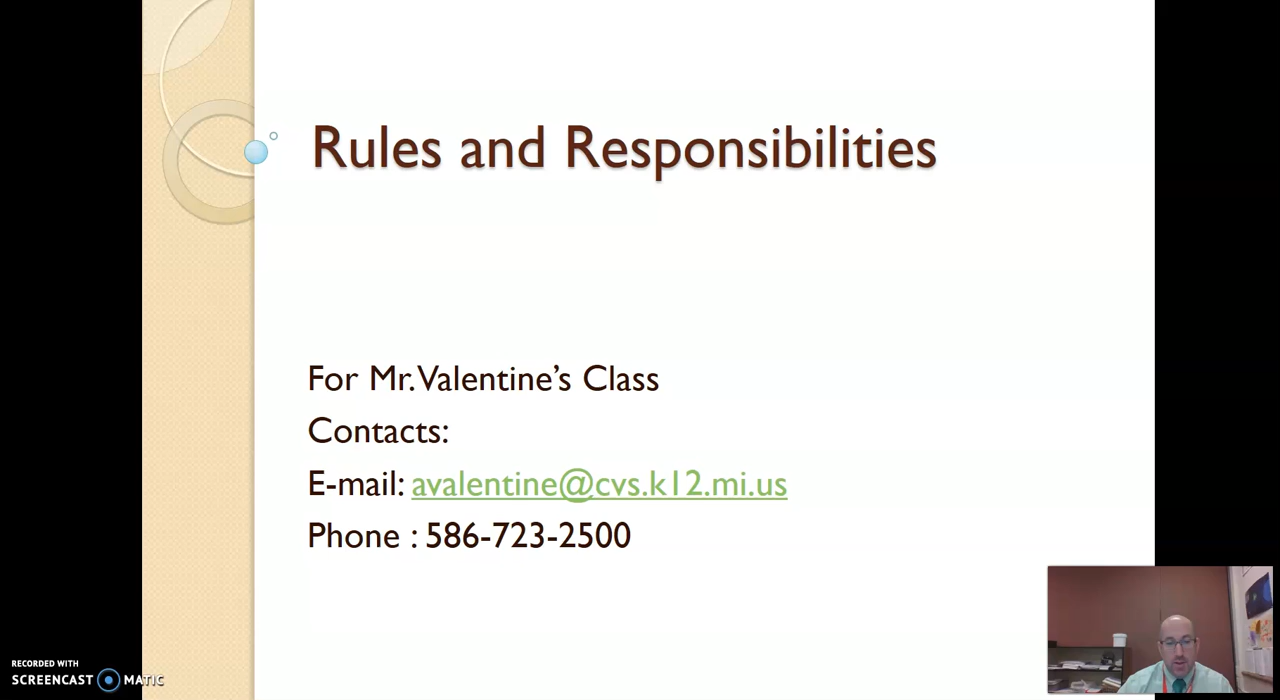 Rules and Responsibilities
For Mr. Valentine's Class
Contacts:
E-mail: avalentine@cvs.k12.mi.us
Phone : 586-723-2500
RECORDED WITH
SCREENCAST MATIC